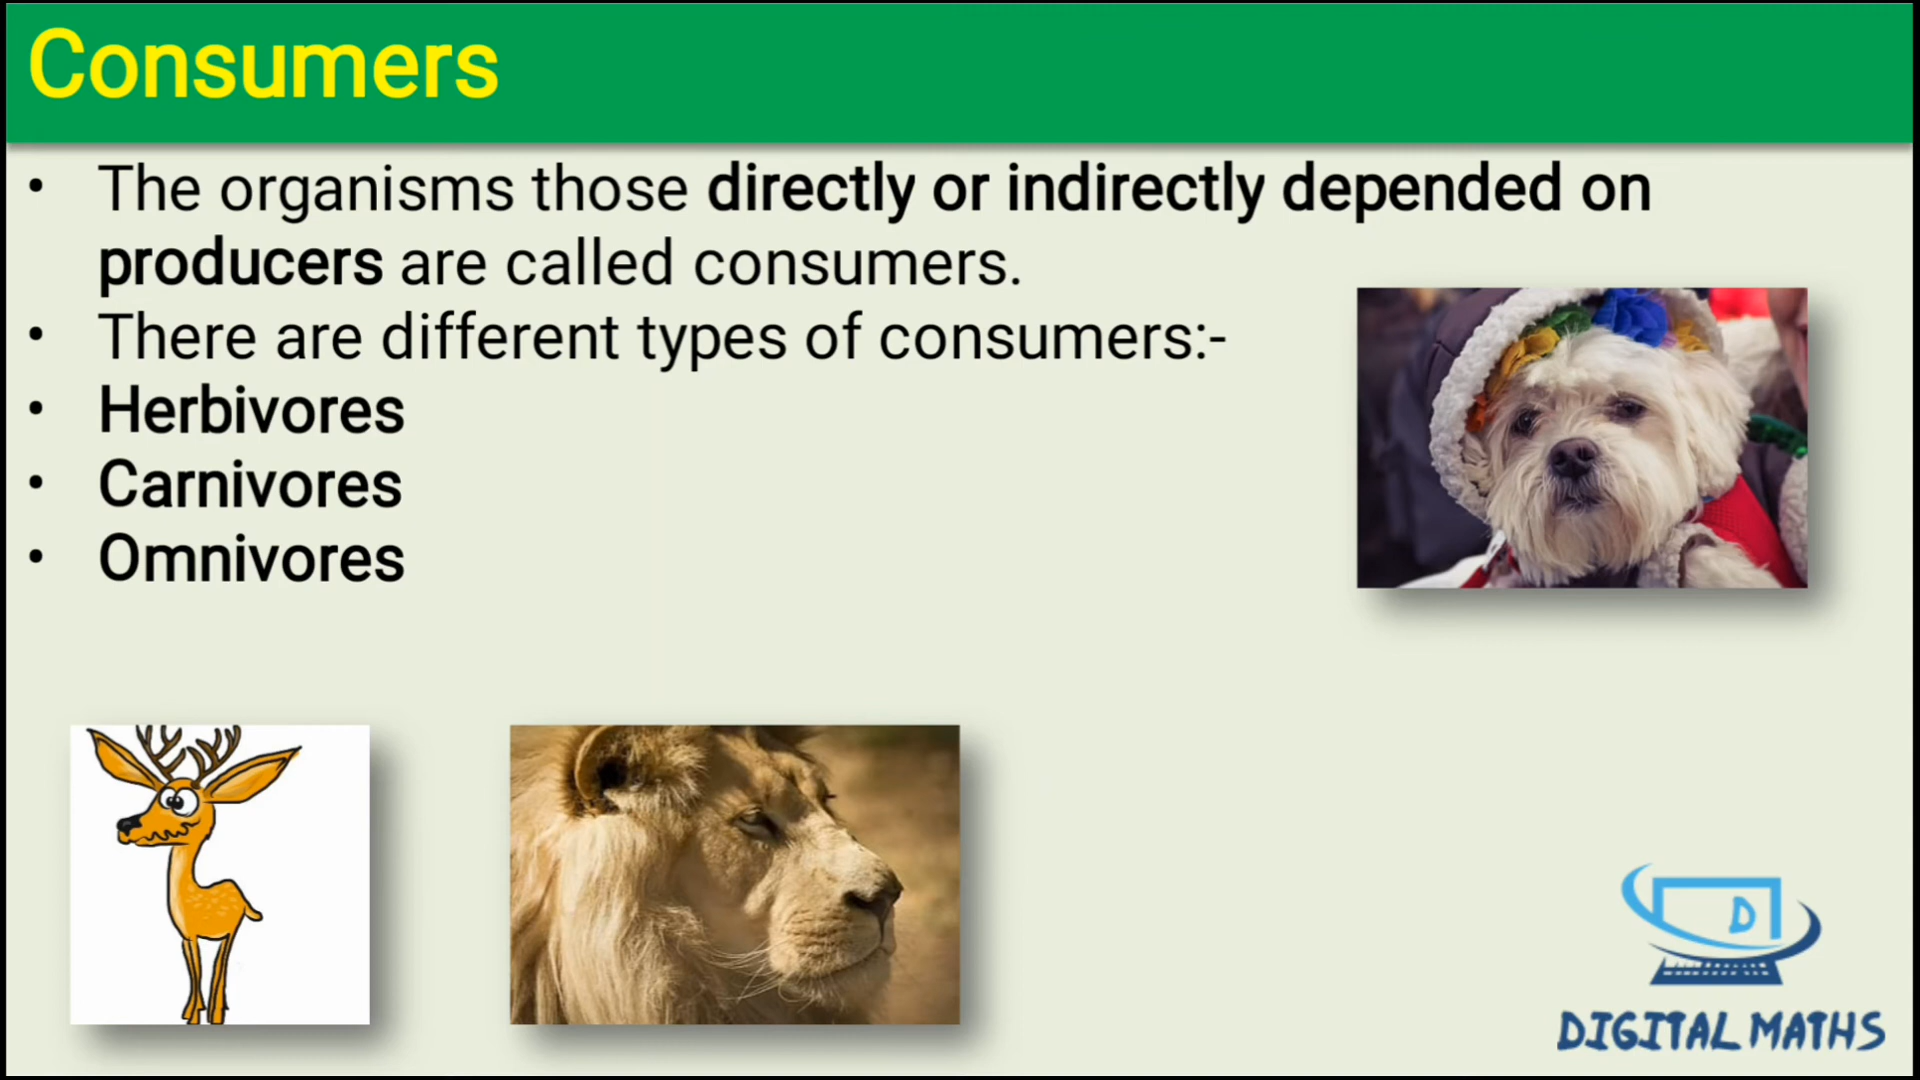 Consumers
• The organisms those directly or indirectly depended on
producers are called consumers.
• There are different types of consumers:-
• Herbivores
• Carnivores
• Omnivores
D
DIGITAL MATHS